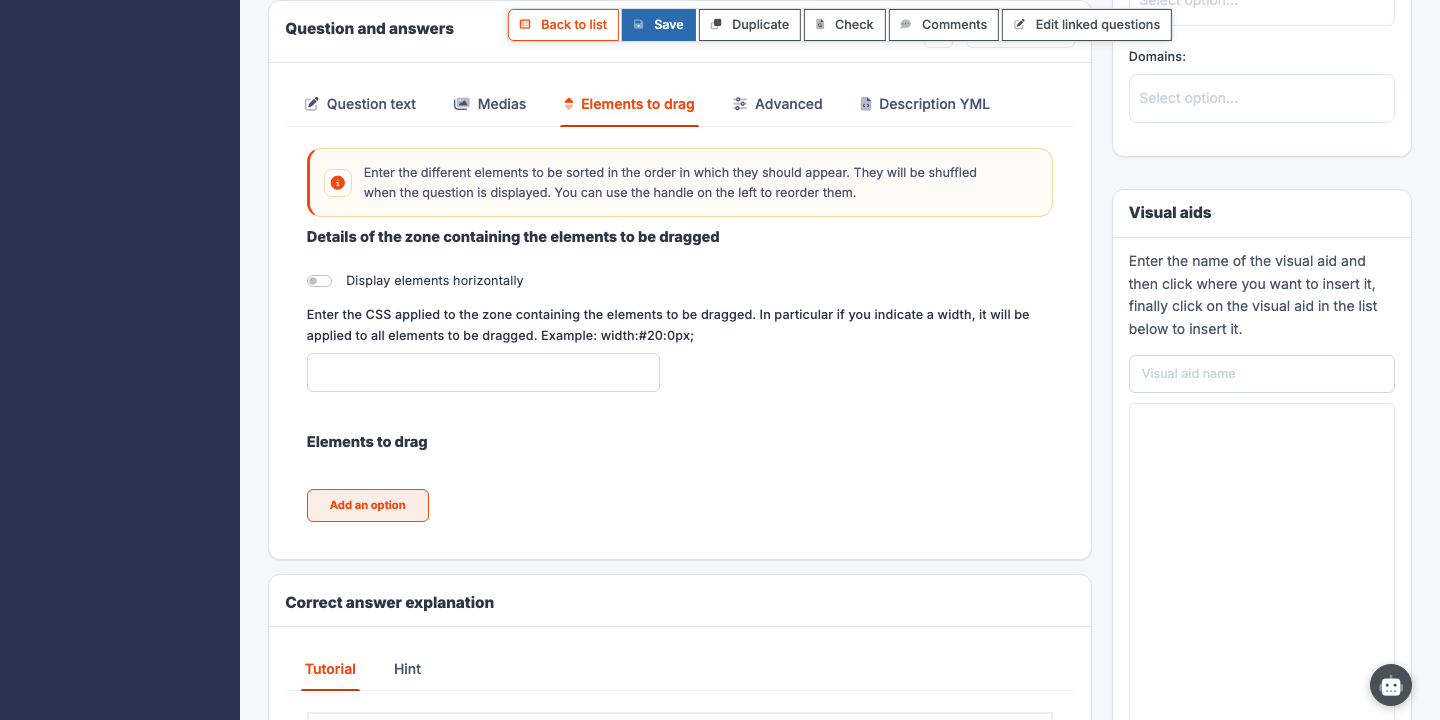 Question and answers
Back to list
Save
Duplicate
Check
Comments
Edit linked questions
Question text
Medias
Elements to drag
Advanced
Description YML
Enter the different elements to be sorted in the order in which they should appear. They will be shuffled
when the question is displayed. You can use the handle on the left to reorder them.
Details of the zone containing the elements to be dragged
Display elements horizontally
Enter the CSS applied to the zone containing the elements to be dragged. In particular if you indicate a width, it will be
applied to all elements to be dragged. Example: width:#20:0px;
Elements to drag
Add an option
Correct answer explanation
Tutorial
Hint
Select option...
Domains:
Select option...
Visual aids
Enter the name of the visual aid and
then click where you want to insert it,
finally click on the visual aid in the list
below to insert it.
Visual aid name